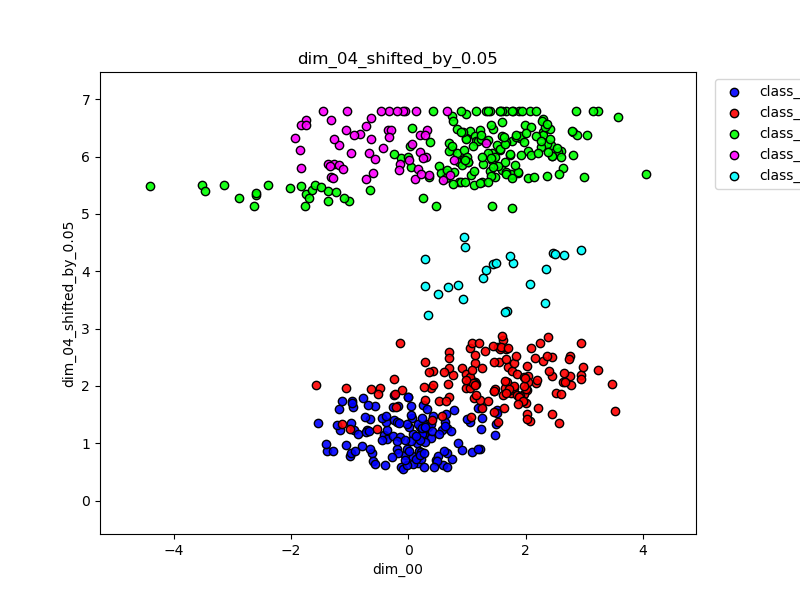 dim_04_shifted_by_0.05
7
6
5
4
3
2
1
0
dim_04_shifted_by_0.05
−4
−2
0
2
4
dim_00
class_
class_
class_
class_
class_